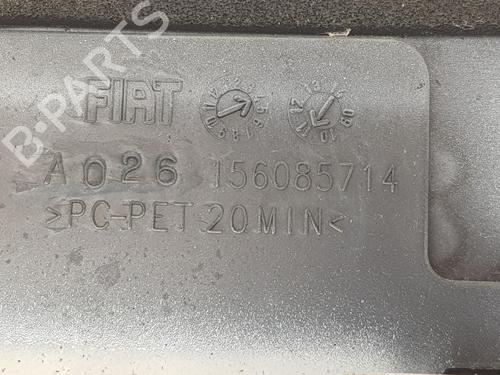 B-PARTS
FIAT
A026 156085714
>PC-PET-20MIN<